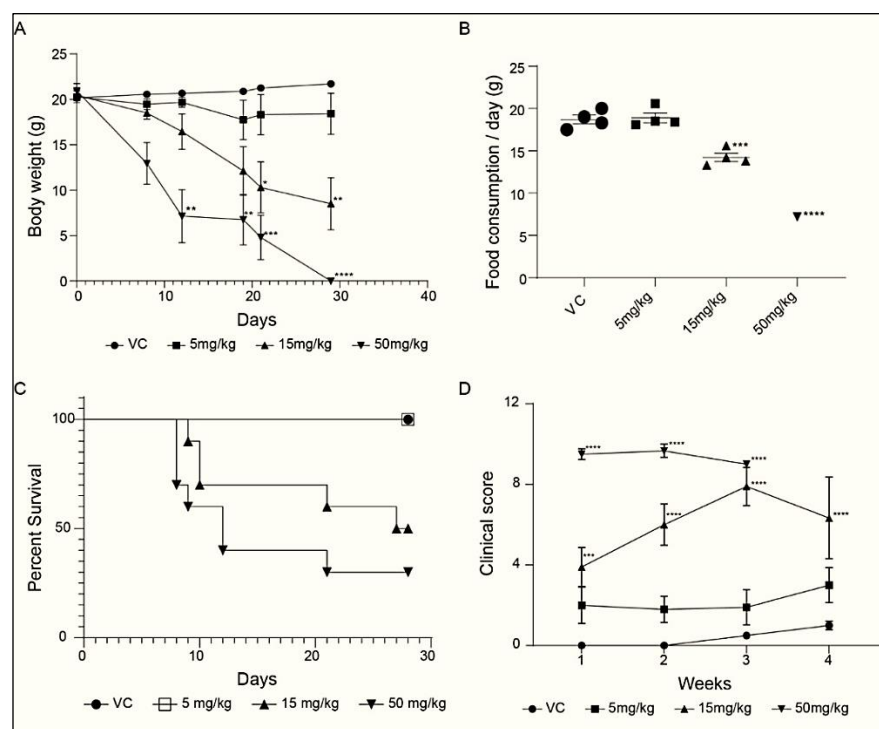 A
Body weight (g)
25
20
15
10
5
0
*
**
**
**
***
****
0 10 20 30 40
Days
VC 5mg/kg 15mg/kg 50mg/kg
B
Food consumption / day (g)
25
20
15
10
5
0
***
****
VC 5mg/kg 15mg/kg 50mg/kg
C
Percent Survival
100
50
0
0 10 20 30
Days
VC 5 mg/kg 15 mg/kg 50 mg/kg
D
Clinical score
12
8
4
0
**** **** ****
*** **** **** ****
1 2 3 4
Weeks
VC 5mg/kg 15mg/kg 50mg/kg